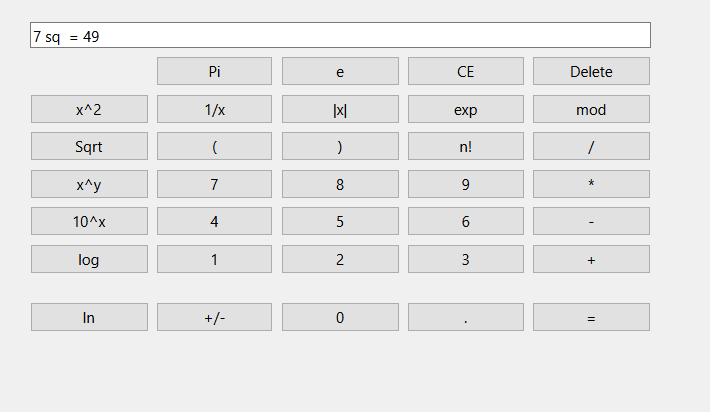 7 sq  = 49
Pi e CE Delete
x^2 1/x |x| exp mod
Sqrt ( ) n! /
x^y 7 8 9 *
10^x 4 5 6 -
log 1 2 3 +
ln +/- 0 . =